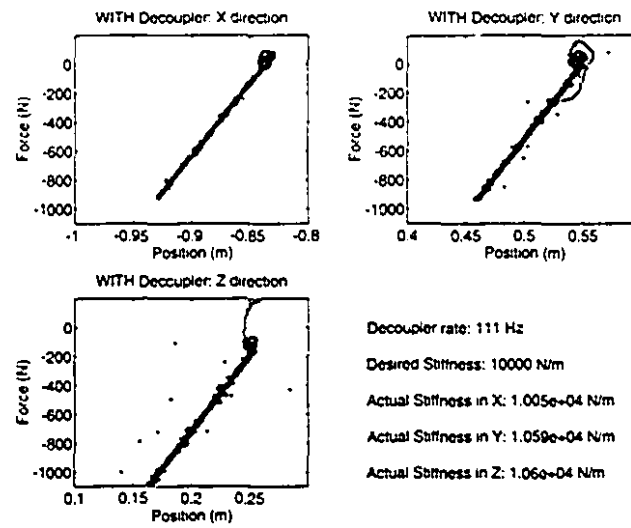 WITH Decoupler: X direction
Force (N)
0
-200
-400
-600
-800
-1000
-1
-0.95
-0.9
-0.85
-0.8
Position (m)
WITH Decoupler: Y direction
Force (N)
0
-200
-400
-600
-800
-1000
0.4
0.45
0.5
0.55
Position (m)
WITH Decoupler: Z direction
Force (N)
0
-200
-400
-600
-800
-1000
0.1
0.15
0.2
0.25
Position (m)
Decoupler rate: 111 Hz
Desired Stiffness: 10000 N/m
Actual Stiffness in X: 1.005e+04 N/m
Actual Stiffness in Y: 1.059e+04 N/m
Actual Stiffness in Z: 1.06e+04 N/m